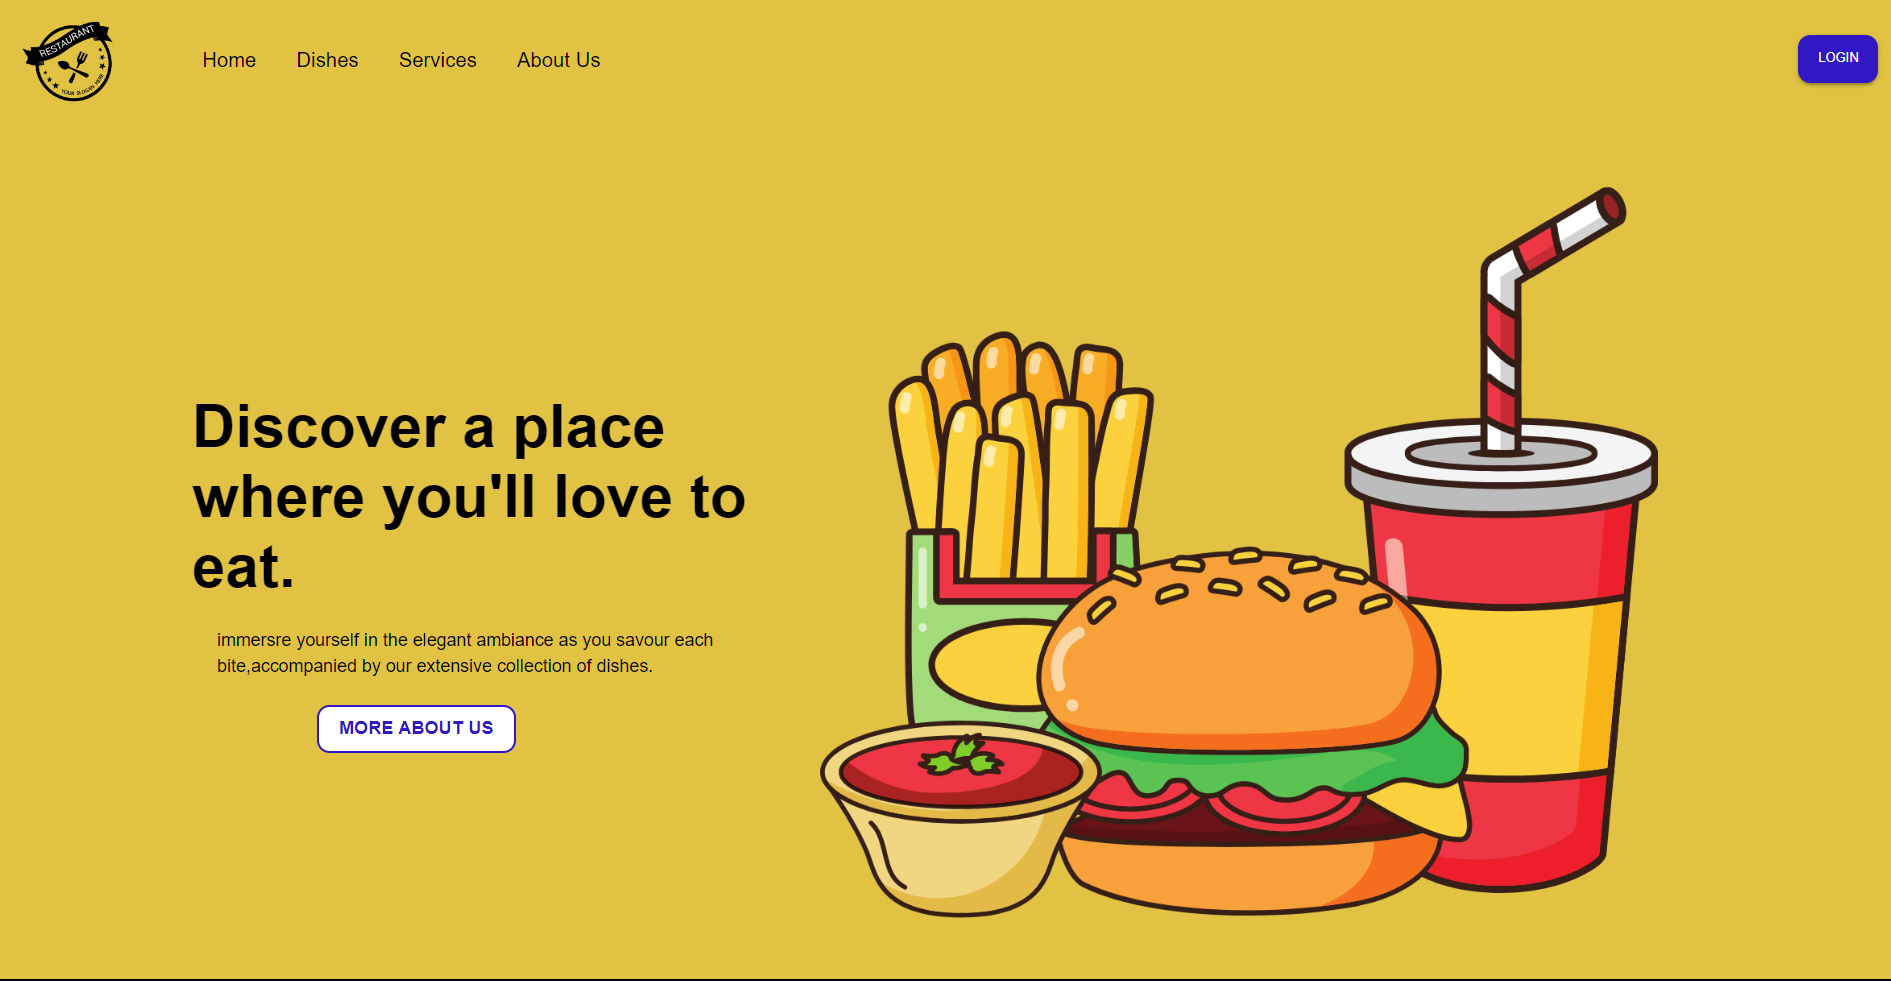 RESTAURANT
YOUR SLOGAN HERE
Home Dishes Services About Us
LOGIN
Discover a place
where you'll love to
eat.
immersre yourself in the elegant ambiance as you savour each
bite,accompanied by our extensive collection of dishes.
MORE ABOUT US